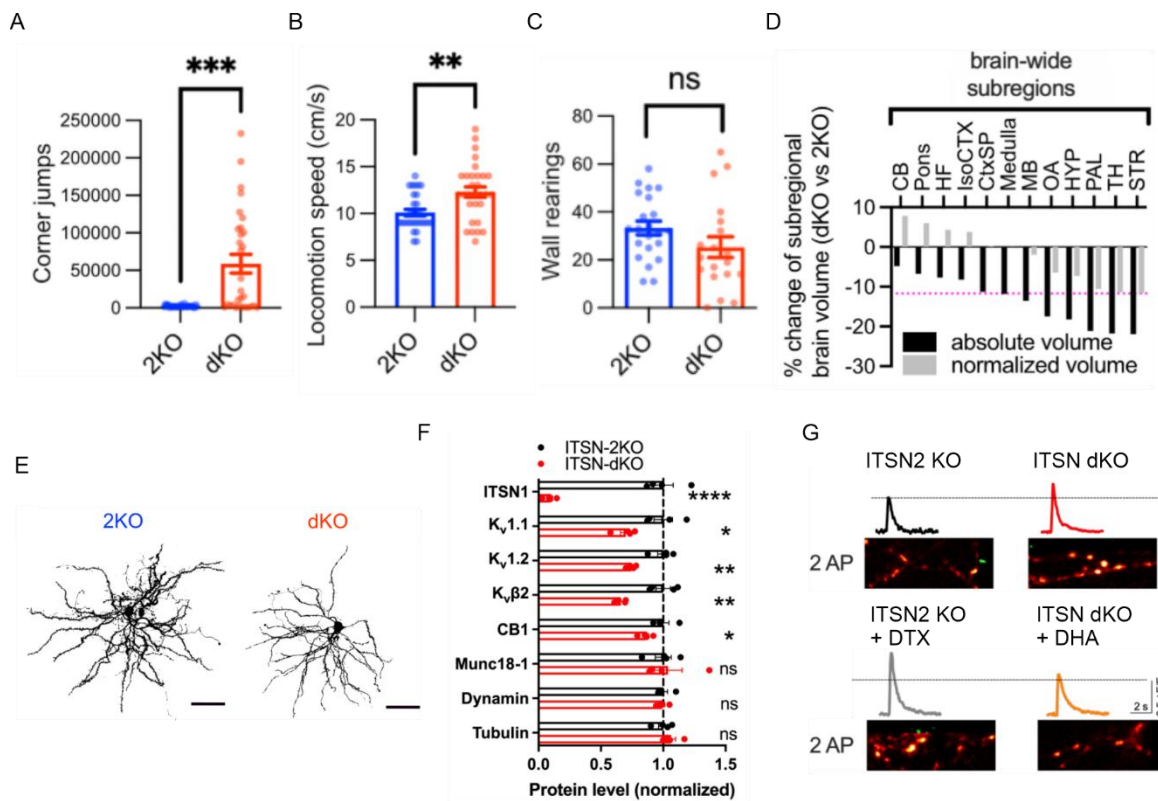 A
Corner jumps
***
250000
200000
150000
100000
50000
0
2KO
dKO
B
Locomotion speed (cm/s)
**
20
15
10
5
0
2KO
dKO
C
Wall rearings
ns
80
60
40
20
0
2KO
dKO
D
brain-wide
subregions
CB
Pons
HF
IsoCTX
CtxSP
Medulla
MB
OA
HYP
PAL
TH
STR
% change of subregional
brain volume (dKO vs 2KO)
10
0
-10
-20
-30
absolute volume
normalized volume
E
2KO
dKO
F
ITSN-2KO
ITSN-dKO
ITSN1
****
Kv1.1
*
Kv1.2
**
Kvβ2
**
CB1
*
Munc18-1
ns
Dynamin
ns
Tubulin
ns
0.0
0.5
1.0
1.5
Protein level (normalized)
G
ITSN2 KO
ITSN dKO
2 AP
ITSN2 KO
+ DTX
ITSN dKO
+ DHA
2 s
2 AP